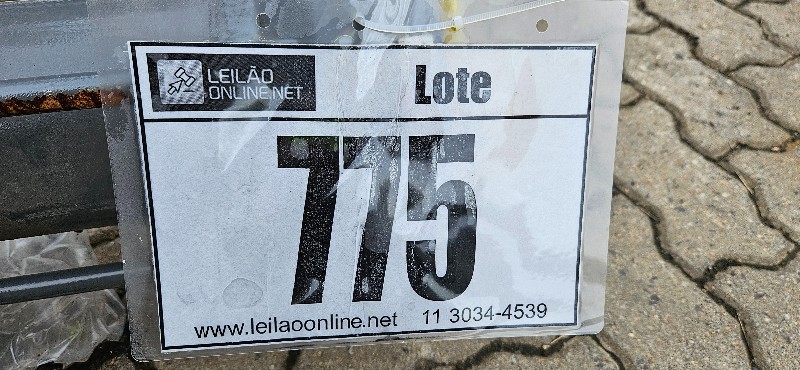 LEILÃO
ONLINE.NET
Lote
775
www.leilaoonline.net 11 3034-4539